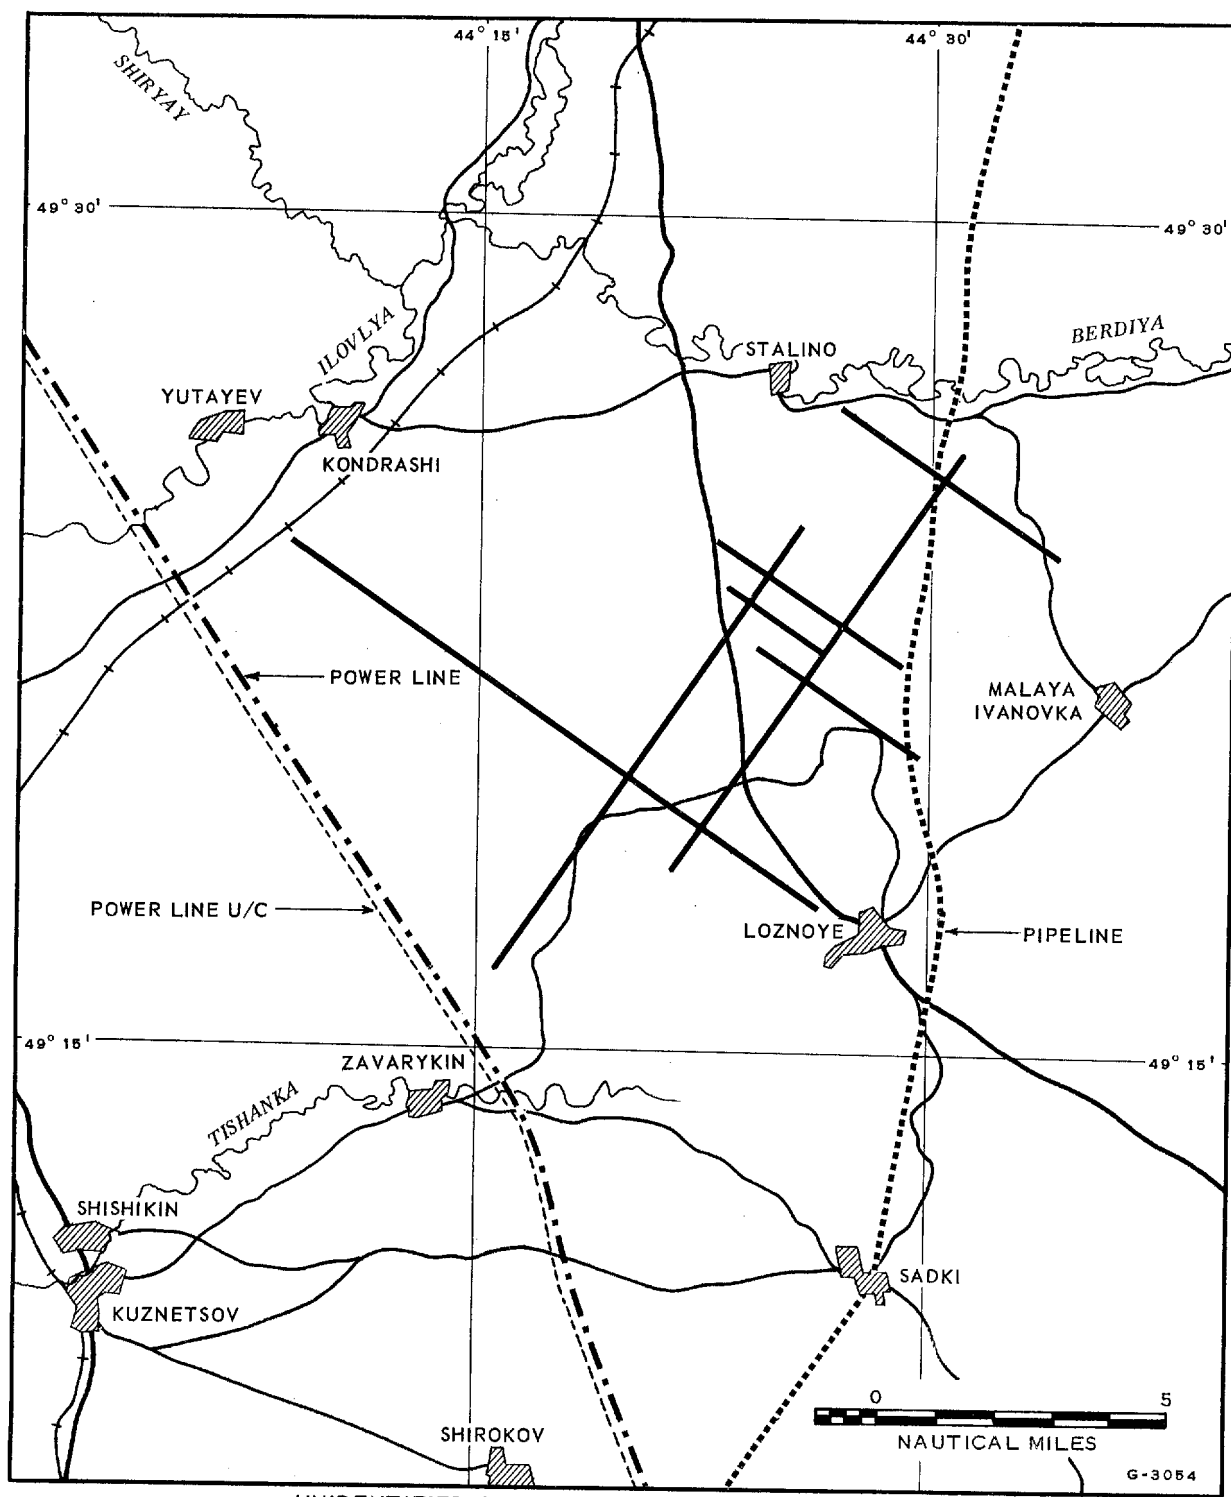 44° 15'
44° 30'
SHIRYAY
49° 30'
49° 30'
ILOVLYA
BERDIYA
STALINO
YUTAYEV
KONDRASHI
POWER LINE
MALAYA
IVANOVKA
POWER LINE U/C
LOZNOYE
PIPELINE
49° 15'
49° 15'
ZAVARYKIN
TISHANKA
SHISHIKIN
SADKI
KUZNETSOV
0 5
NAUTICAL MILES
SHIROKOV
G-3054